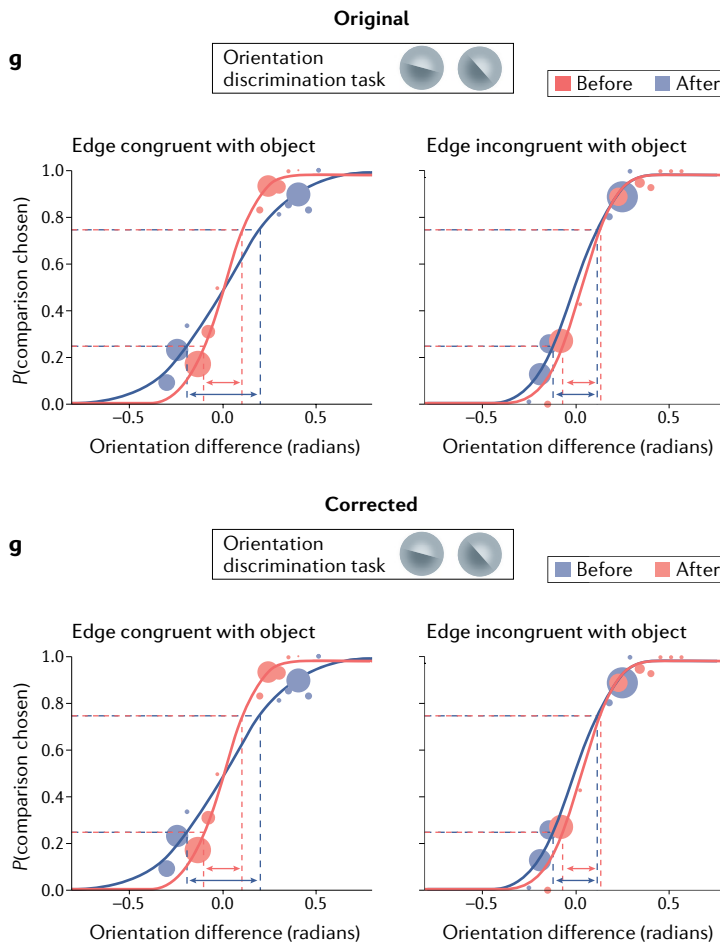 Original
g
Orientation
discrimination task
Before After
Edge congruent with object
Edge incongruent with object
P(comparison chosen)
1.0
0.8
0.6
0.4
0.2
0.0
−0.5 0.0 0.5
−0.5 0.0 0.5
Orientation difference (radians)
Orientation difference (radians)
Corrected
g
Orientation
discrimination task
Before After
Edge congruent with object
Edge incongruent with object
P(comparison chosen)
1.0
0.8
0.6
0.4
0.2
0.0
−0.5 0.0 0.5
−0.5 0.0 0.5
Orientation difference (radians)
Orientation difference (radians)